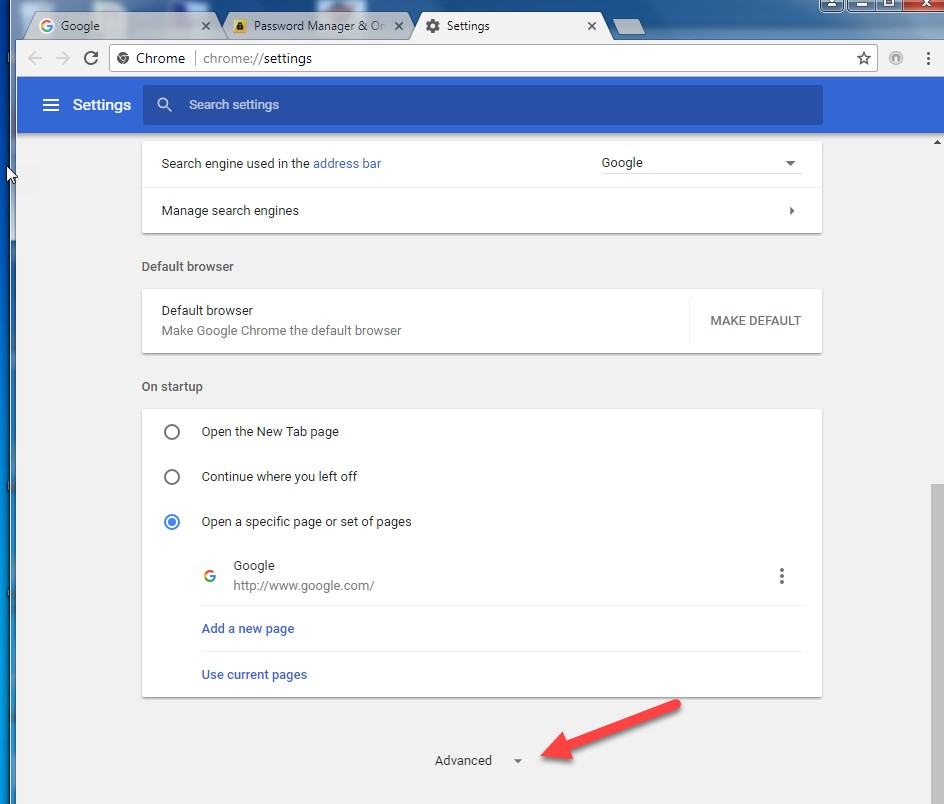 Google
Password Manager & On
Settings
Chrome
chrome://settings
Settings
Search settings
Search engine used in the address bar
Google
Manage search engines
Default browser
Default browser
Make Google Chrome the default browser
MAKE DEFAULT
On startup
Open the New Tab page
Continue where you left off
Open a specific page or set of pages
Google
http://www.google.com/
Add a new page
Use current pages
Advanced